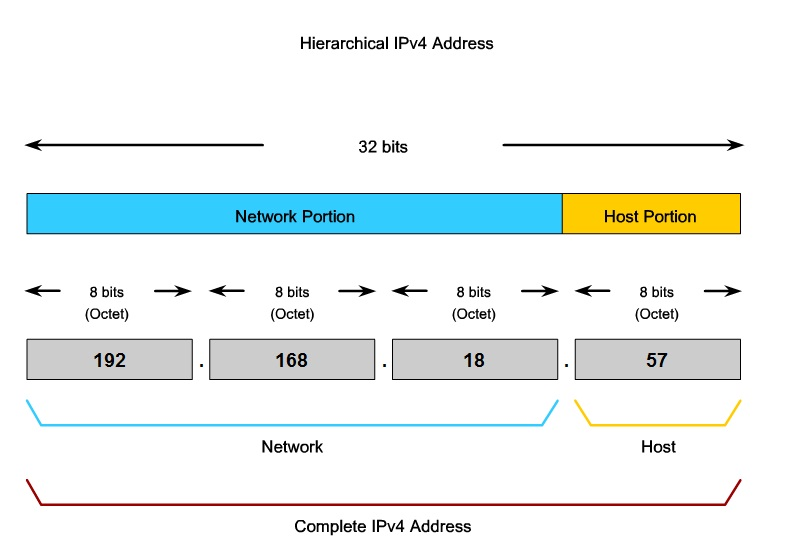 Hierarchical IPv4 Address
32 bits
Network Portion Host Portion
8 bits 8 bits 8 bits 8 bits
(Octet) (Octet) (Octet) (Octet)
192 . 168 . 18 . 57
Network Host
Complete IPv4 Address